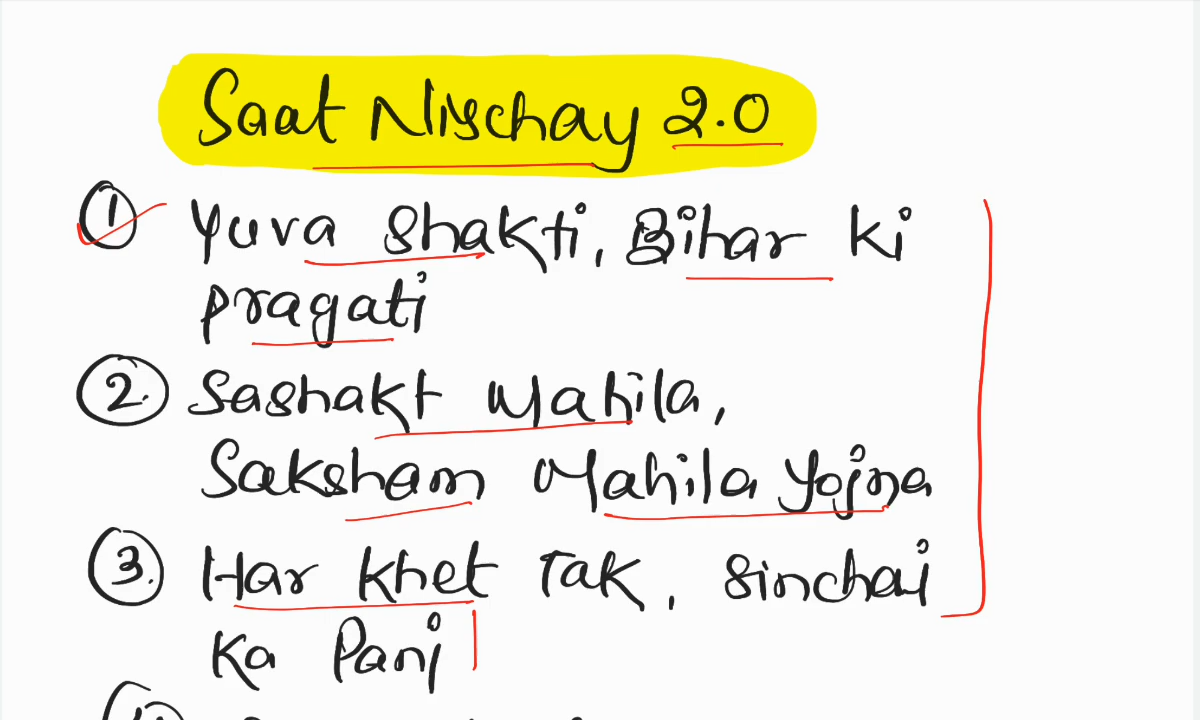 Saat Nischay 2.0
① Yuva Shakti, Bihar ki
pragati
② Sashakt Mahila,
Saksham Mahila Yojna
③ Har Khet Tak, Sinchai
Ka Pani